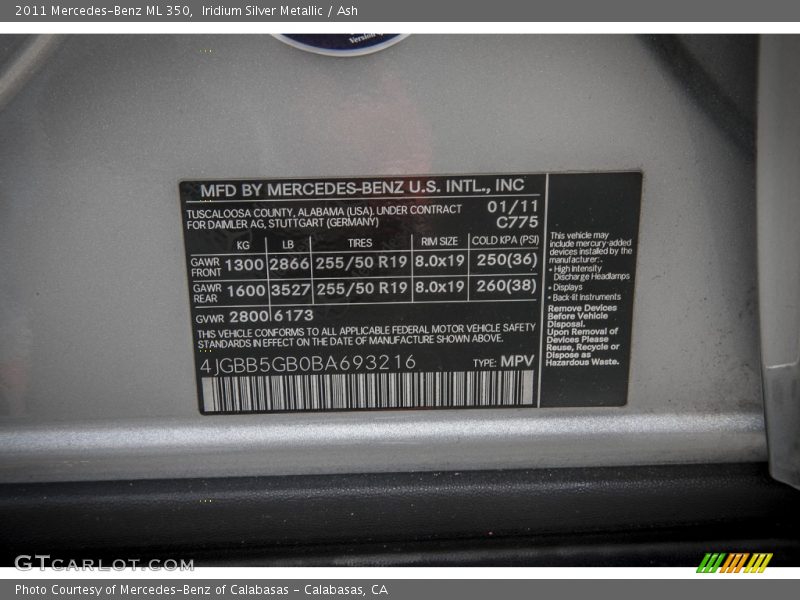 2011 Mercedes-Benz ML 350,  Iridium Silver Metallic / Ash
Version
MFD BY MERCEDES-BENZ U.S. INTL., INC
TUSCALOOSA COUNTY, ALABAMA (USA). UNDER CONTRACT 01/11
FOR DAIMLER AG, STUTTGART (GERMANY) C775
KG LB TIRES RIM SIZE COLD KPA (PSI)
GAWR FRONT 1300 2866 255/50 R19 8.0x19 250(36)
GAWR REAR 1600 3527 255/50 R19 8.0x19 260(38)
GVWR 2800 6173
THIS VEHICLE CONFORMS TO ALL APPLICABLE FEDERAL MOTOR VEHICLE SAFETY
STANDARDS IN EFFECT ON THE DATE OF MANUFACTURE SHOWN ABOVE.
4JGBB5GB0BA693216 TYPE: MPV
This vehicle may
include mercury-added
devices installed by the
manufacturer:.
• High Intensity
Discharge Headlamps
• Displays
• Back-lit Instruments
Remove Devices
Before Vehicle
Disposal.
Upon Removal of
Devices Please
Reuse, Recycle or
Dispose as
Hazardous Waste.
GTCARLOT.COM
Photo Courtesy of Mercedes-Benz of Calabasas - Calabasas, CA